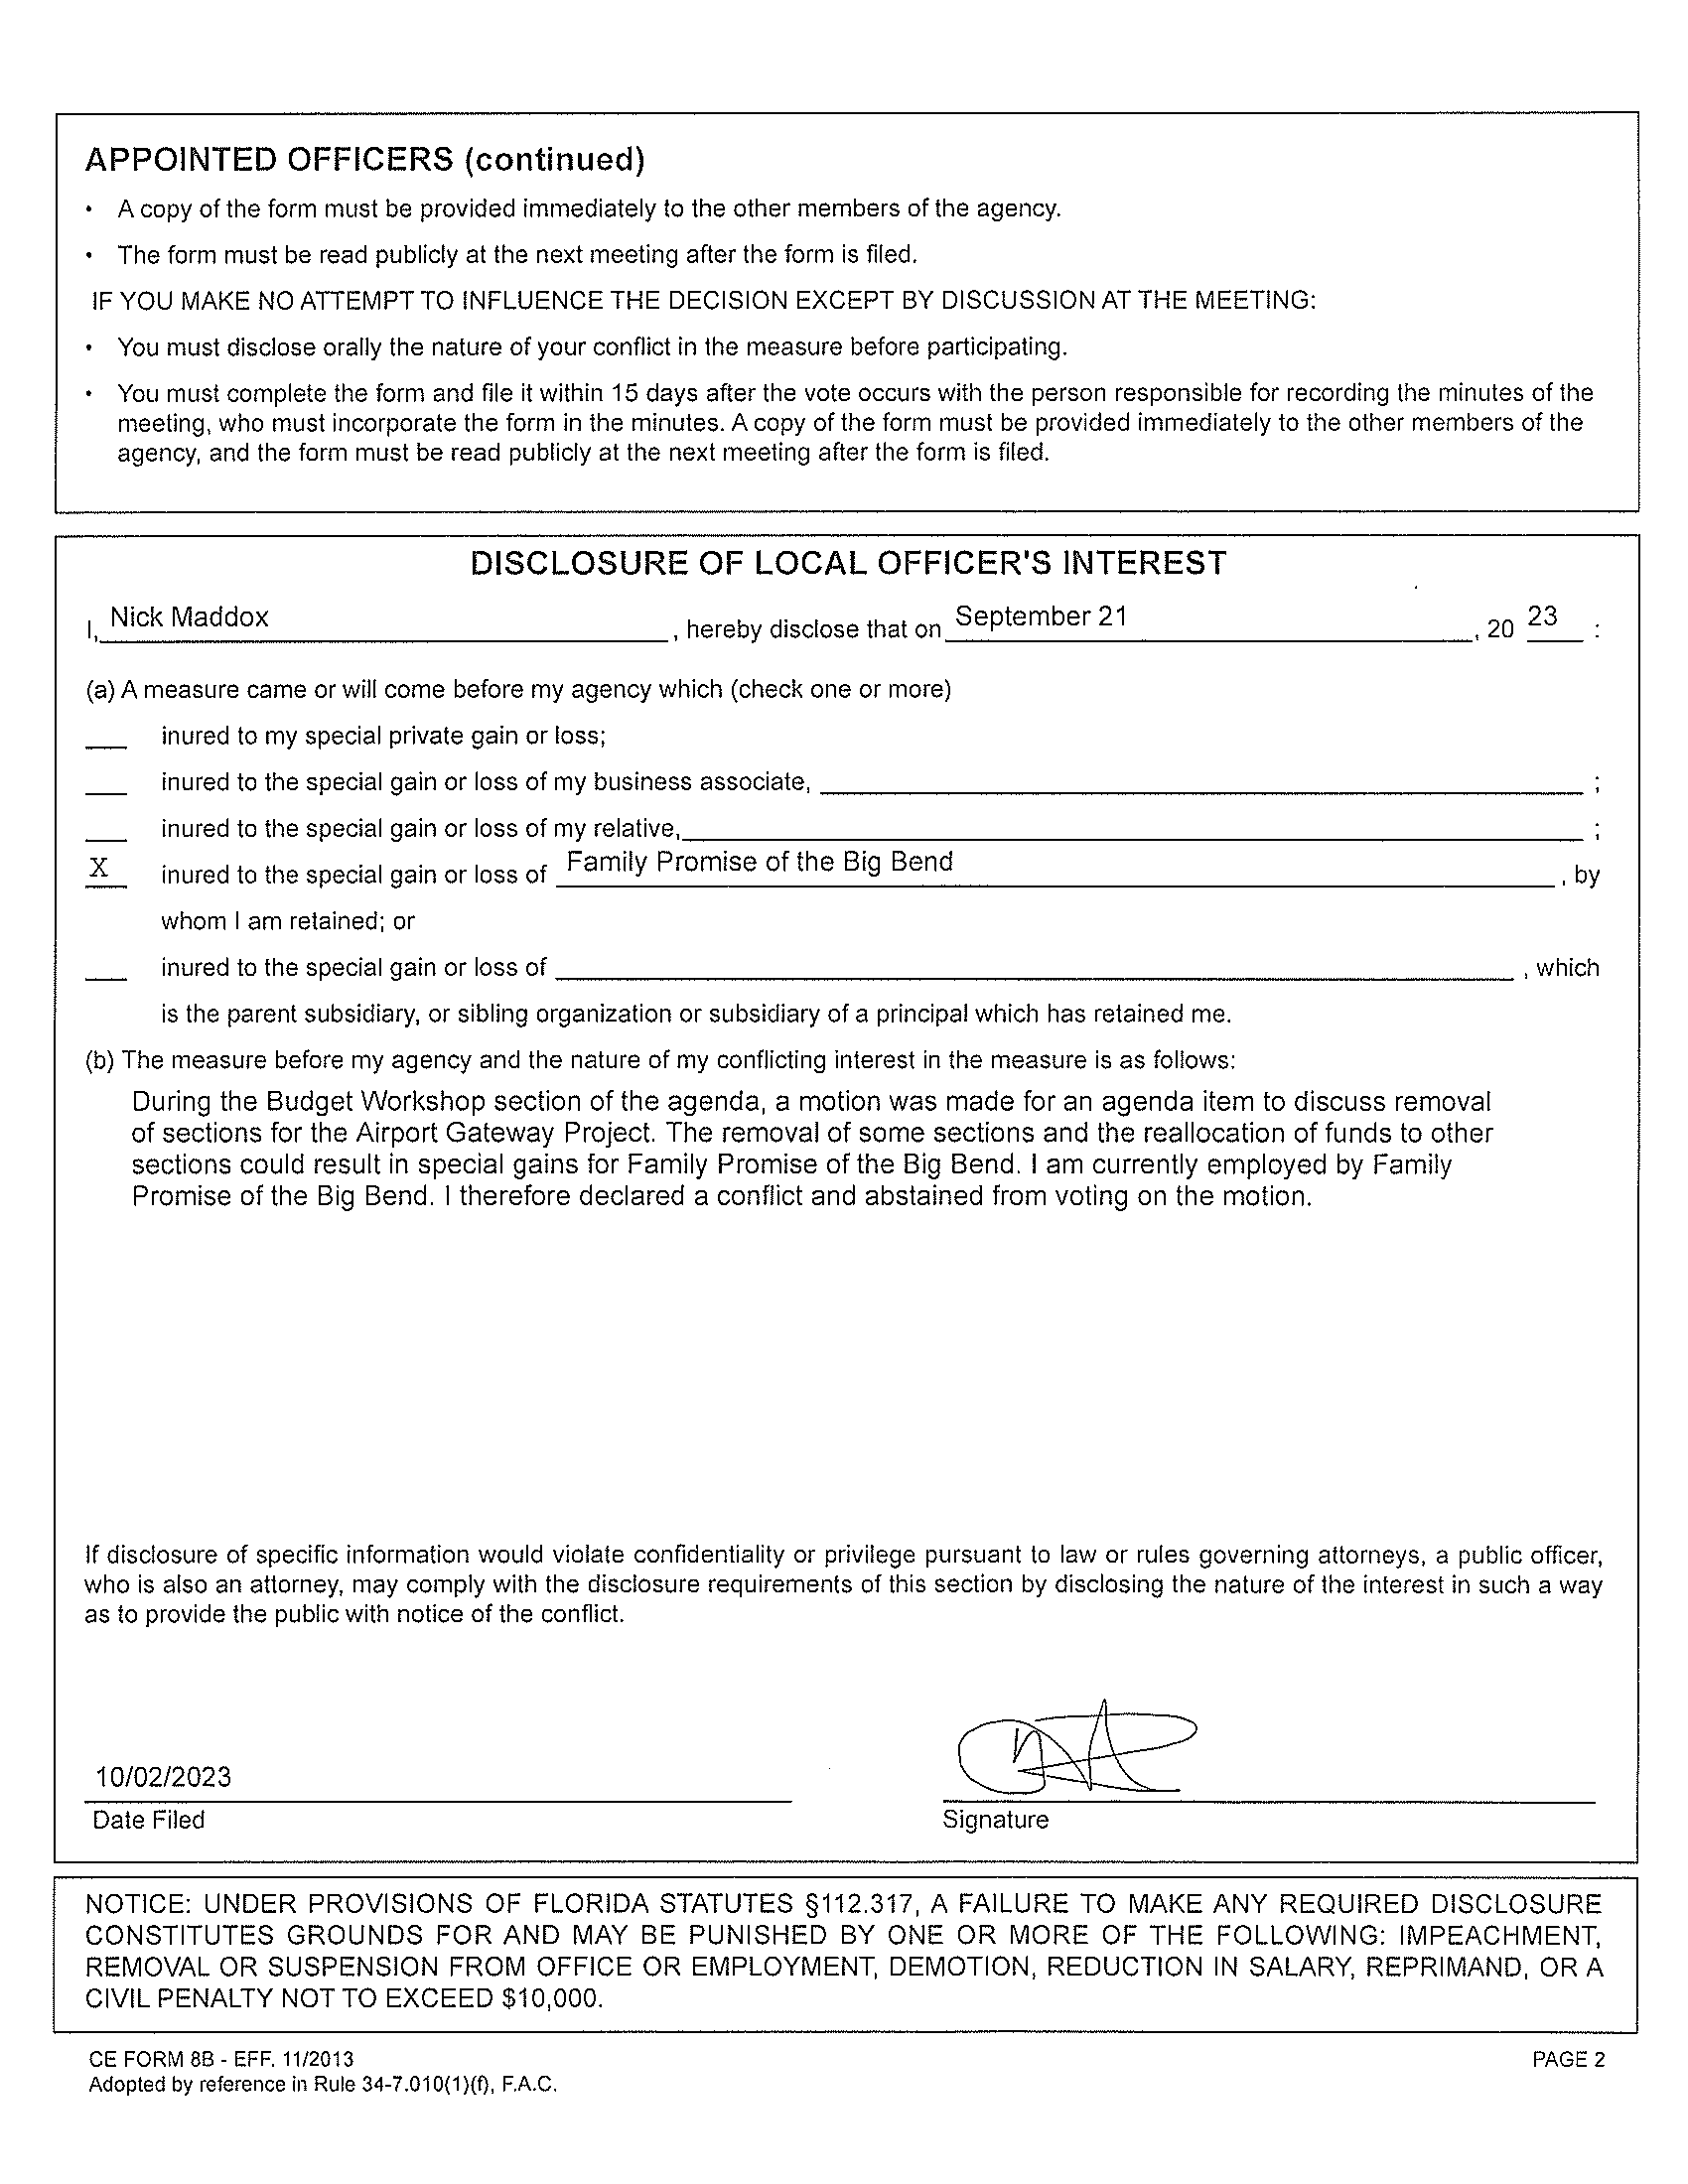 APPOINTED OFFICERS (continued)
• A copy of the form must be provided immediately to the other members of the agency.
• The form must be read publicly at the next meeting after the form is filed.
IF YOU MAKE NO ATTEMPT TO INFLUENCE THE DECISION EXCEPT BY DISCUSSION AT THE MEETING:
• You must disclose orally the nature of your conflict in the measure before participating.
• You must complete the form and file it within 15 days after the vote occurs with the person responsible for recording the minutes of the
meeting, who must incorporate the form in the minutes. A copy of the form must be provided immediately to the other members of the
agency, and the form must be read publicly at the next meeting after the form is filed.
DISCLOSURE OF LOCAL OFFICER'S INTEREST
I, Nick Maddox , hereby disclose that on September 21 , 20 23 :
(a) A measure came or will come before my agency which (check one or more)
___ inured to my special private gain or loss;
___ inured to the special gain or loss of my business associate, ___ ;
___ inured to the special gain or loss of my relative, ___ ;
X inured to the special gain or loss of Family Promise of the Big Bend , by
whom I am retained; or
___ inured to the special gain or loss of ___ , which
is the parent subsidiary, or sibling organization or subsidiary of a principal which has retained me.
(b) The measure before my agency and the nature of my conflicting interest in the measure is as follows:
During the Budget Workshop section of the agenda, a motion was made for an agenda item to discuss removal
of sections for the Airport Gateway Project. The removal of some sections and the reallocation of funds to other
sections could result in special gains for Family Promise of the Big Bend. I am currently employed by Family
Promise of the Big Bend. I therefore declared a conflict and abstained from voting on the motion.
If disclosure of specific information would violate confidentiality or privilege pursuant to law or rules governing attorneys, a public officer,
who is also an attorney, may comply with the disclosure requirements of this section by disclosing the nature of the interest in such a way
as to provide the public with notice of the conflict.
10/02/2023
Date Filed Signature
NOTICE: UNDER PROVISIONS OF FLORIDA STATUTES §112.317, A FAILURE TO MAKE ANY REQUIRED DISCLOSURE
CONSTITUTES GROUNDS FOR AND MAY BE PUNISHED BY ONE OR MORE OF THE FOLLOWING: IMPEACHMENT,
REMOVAL OR SUSPENSION FROM OFFICE OR EMPLOYMENT, DEMOTION, REDUCTION IN SALARY, REPRIMAND, OR A
CIVIL PENALTY NOT TO EXCEED $10,000.
CE FORM 8B - EFF. 11/2013 PAGE 2
Adopted by reference in Rule 34-7.010(1)(f), F.A.C.